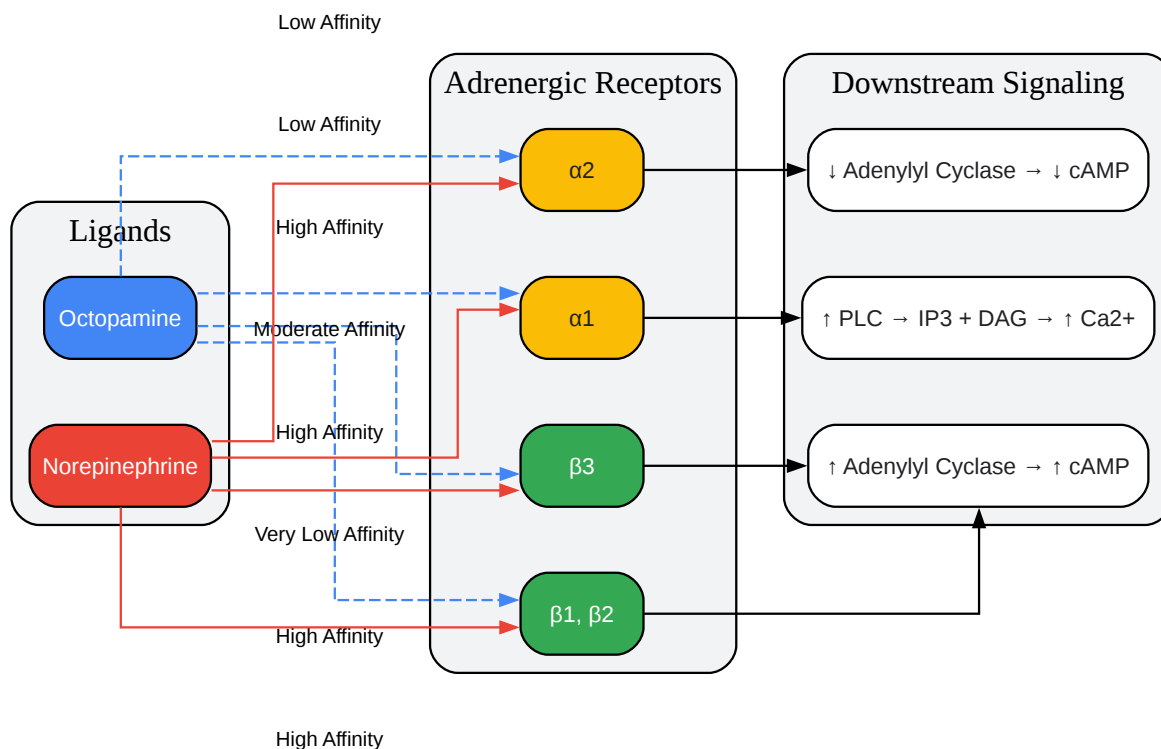 Low Affinity
Adrenergic Receptors
Downstream Signaling
Low Affinity
α2
↓ Adenylyl Cyclase → ↓ cAMP
Ligands
High Affinity
Octopamine
Moderate Affinity
α1
↑ PLC → IP3 + DAG → ↑ Ca2+
High Affinity
Norepinephrine
β3
↑ Adenylyl Cyclase → ↑ cAMP
Very Low Affinity
β1, β2
High Affinity
High Affinity